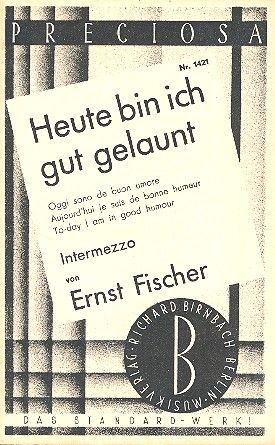 PRECIOSA
Nr. 1421
Heute bin ich
gut gelaunt
Oggi sono de buon umore
Aujourd'hui je suis de bonne humeur
To-day I am in good humour
Intermezzo
von
Ernst Fischer
RICHARD BIRNBACH BERLIN · MUSIKVERLAG ·
B
DAS STANDARD-WERK!